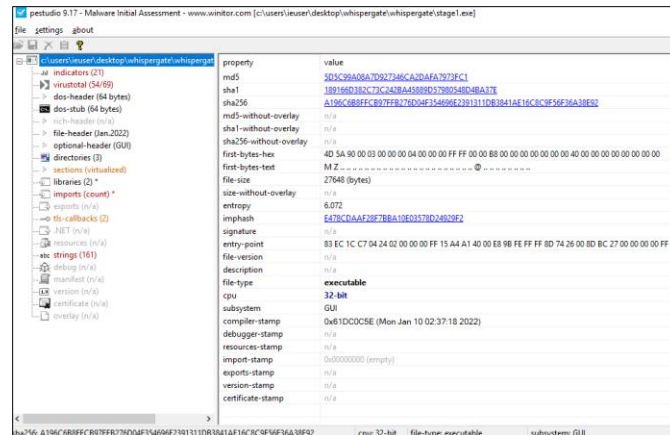 pestudio 9.17 - Malware Initial Assessment - www.winitor.com [c:\users\ieuser\desktop\whispergate\whispergate\stage1.exe]
file settings about
c:\users\ieuser\desktop\whispergate\whispergat
indicators (21)
virustotal (54/69)
dos-header (64 bytes)
dos-stub (64 bytes)
rich-header (n/a)
file-header (Jan.2022)
optional-header (GUI)
directories (3)
sections (virtualized)
libraries (2) *
imports (count) *
exports (n/a)
tls-callbacks (2)
.NET (n/a)
resources (n/a)
abc strings (161)
debug (n/a)
manifest (n/a)
version (n/a)
certificate (n/a)
overlay (n/a)
property value
md5 5D5C99A08A7D927346CA2DAFA7973FC1
sha1 189166D382C73C242BA45889D57980548D4BA37E
sha256 A196C6B8FFCB97FFB276D04F354696E2391311DB3841AE16C8C9F56F36A38E92
md5-without-overlay n/a
sha1-without-overlay n/a
sha256-without-overlay n/a
first-bytes-hex 4D 5A 90 00 03 00 00 00 04 00 00 00 FF FF 00 00 B8 00 00 00 00 00 00 00 40 00 00 00 00 00 00 00
first-bytes-text M Z .. .. .. .. .. .. .. .. .. .. .. @ .. .. .. ..
file-size 27648 (bytes)
size-without-overlay n/a
entropy 6.072
imphash E478CDAAF28F7BBA10E03578D24929F2
signature n/a
entry-point 83 EC 1C C7 04 24 02 00 00 00 FF 15 A4 A1 40 00 E8 9B FE FF FF 8D 74 26 00 8D BC 27 00 00 00 00 FF
file-version n/a
description n/a
file-type executable
cpu 32-bit
subsystem GUI
compiler-stamp 0x61DC0C5E (Mon Jan 10 02:37:18 2022)
debugger-stamp n/a
resources-stamp n/a
import-stamp 0x00000000 (empty)
exports-stamp n/a
version-stamp n/a
certificate-stamp n/a
sha256: A196C6B8FFCB97FFB276D04F354696E2391311DB3841AE16C8C9F56F36A38E92 cpu: 32-bit file-type: executable subsystem: GUI